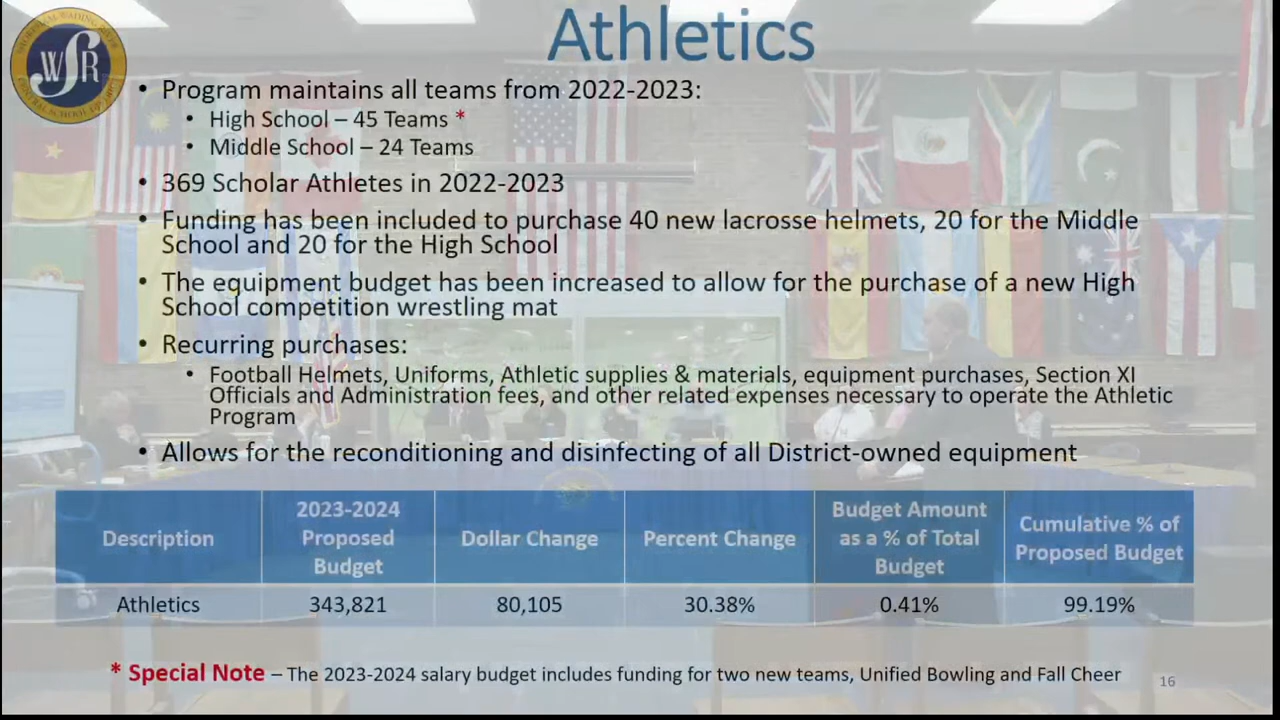 WSR
Athletics
• Program maintains all teams from 2022-2023:
• High School – 45 Teams *
• Middle School – 24 Teams
• 369 Scholar Athletes in 2022-2023
• Funding has been included to purchase 40 new lacrosse helmets, 20 for the Middle
School and 20 for the High School
• The equipment budget has been increased to allow for the purchase of a new High
School competition wrestling mat
• Recurring purchases:
• Football Helmets, Uniforms, Athletic supplies & materials, equipment purchases, Section XI
Officials and Administration fees, and other related expenses necessary to operate the Athletic
Program
• Allows for the reconditioning and disinfecting of all District-owned equipment
Description
2023-2024
Proposed
Budget
Dollar Change
Percent Change
Budget Amount
as a % of Total
Budget
Cumulative % of
Proposed Budget
Athletics 343,821 80,105 30.38% 0.41% 99.19%
* Special Note – The 2023-2024 salary budget includes funding for two new teams, Unified Bowling and Fall Cheer
16